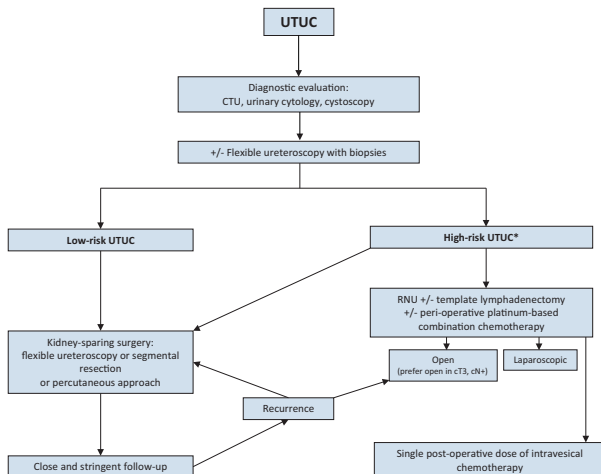 UTUC
Diagnostic evaluation:
CTU, urinary cytology, cystoscopy
+/- Flexible ureteroscopy with biopsies
Low-risk UTUC
High-risk UTUC*
RNU +/- template lymphadenectomy
+/- peri-operative platinum-based
combination chemotherapy
Kidney-sparing surgery:
flexible ureteroscopy or segmental
resection
or percutaneous approach
Open
(prefer open in cT3, cN+)
Laparoscopic
Recurrence
Close and stringent follow-up
Single post-operative dose of intravesical
chemotherapy